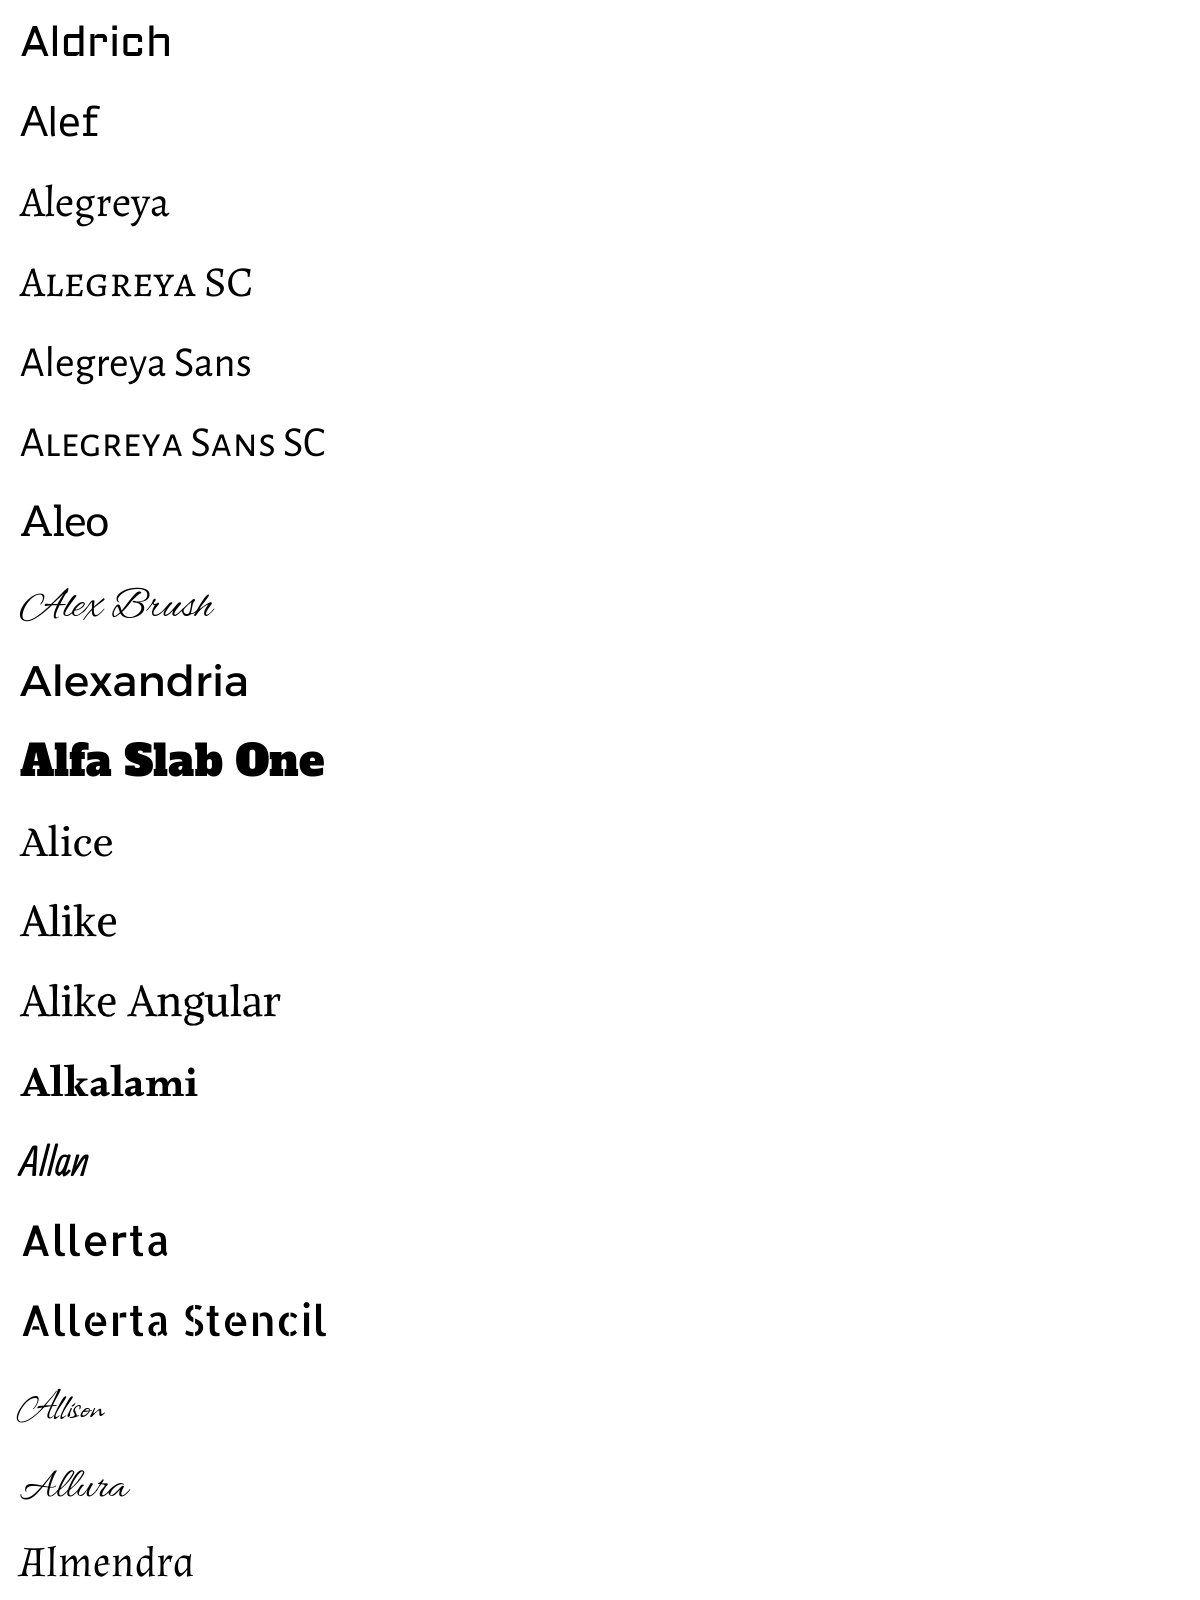 Aldrich
Alef
Alegreya
Alegreya SC
Alegreya Sans
Alegreya Sans SC
Aleo
Alex Brush
Alexandria
Alfa Slab One
Alice
Alike
Alike Angular
Alkalami
Allan
Allerta
Allerta Stencil
Allison
Allura
Almendra